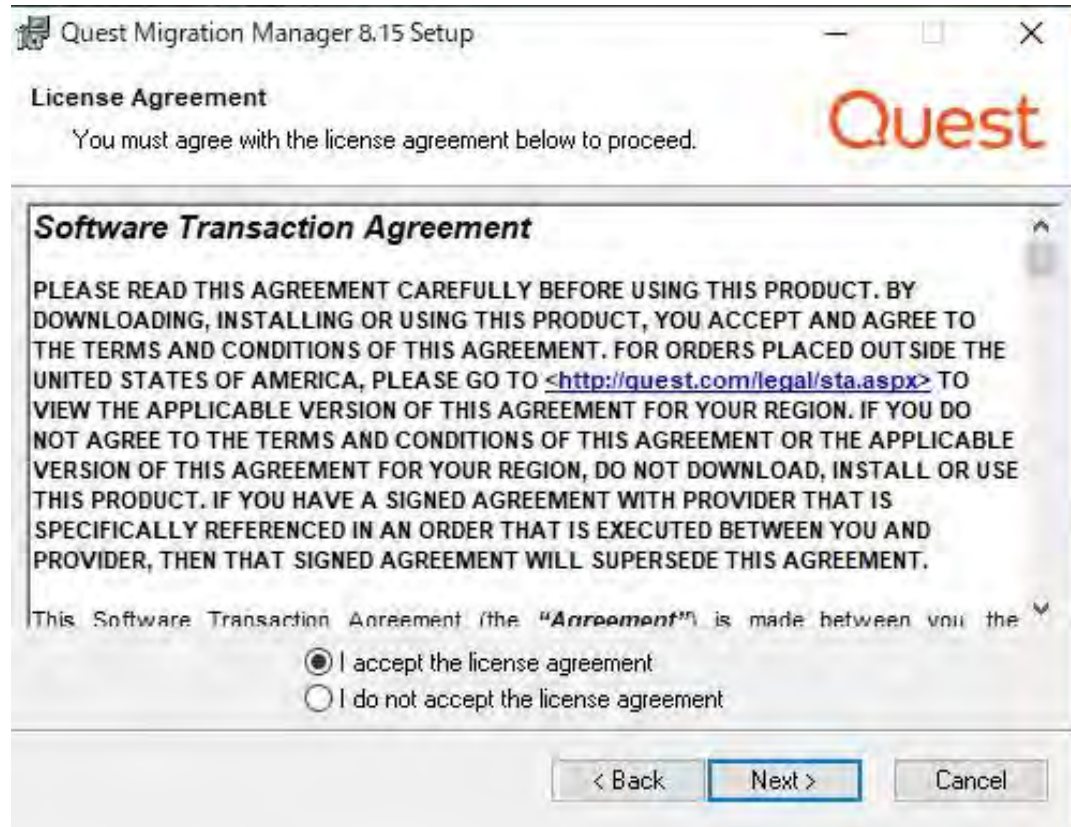 Quest Migration Manager 8.15 Setup
License Agreement
You must agree with the license agreement below to proceed.
Quest
Software Transaction Agreement
PLEASE READ THIS AGREEMENT CAREFULLY BEFORE USING THIS PRODUCT. BY
DOWNLOADING, INSTALLING OR USING THIS PRODUCT, YOU ACCEPT AND AGREE TO
THE TERMS AND CONDITIONS OF THIS AGREEMENT. FOR ORDERS PLACED OUTSIDE THE
UNITED STATES OF AMERICA, PLEASE GO TO <http://quest.com/legal/sta.aspx> TO
VIEW THE APPLICABLE VERSION OF THIS AGREEMENT FOR YOUR REGION. IF YOU DO
NOT AGREE TO THE TERMS AND CONDITIONS OF THIS AGREEMENT OR THE APPLICABLE
VERSION OF THIS AGREEMENT FOR YOUR REGION, DO NOT DOWNLOAD, INSTALL OR USE
THIS PRODUCT. IF YOU HAVE A SIGNED AGREEMENT WITH PROVIDER THAT IS
SPECIFICALLY REFERENCED IN AN ORDER THAT IS EXECUTED BETWEEN YOU AND
PROVIDER, THEN THAT SIGNED AGREEMENT WILL SUPERSEDE THIS AGREEMENT.
This Software Transaction Agreement (the "Agreement") is made between you the
I accept the license agreement
I do not accept the license agreement
< Back
Next >
Cancel